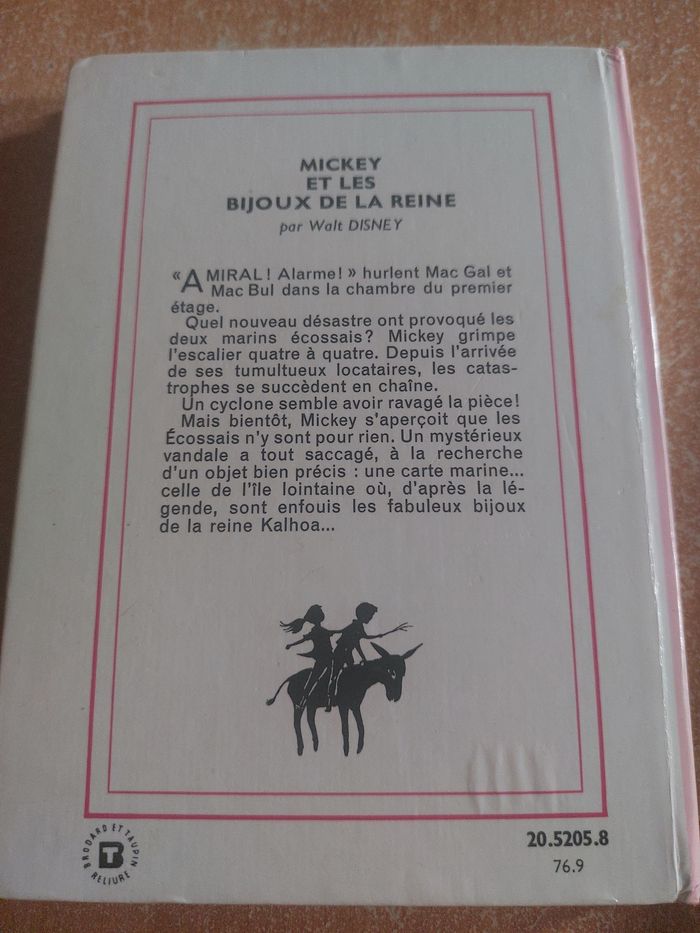 MICKEY
ET LES
BIJOUX DE LA REINE
par Walt DISNEY
« AMIRAL! Alarme! » hurlent Mac Gal et
Mac Bul dans la chambre du premier
étage.
Quel nouveau désastre ont provoqué les
deux marins écossais? Mickey grimpe
l'escalier quatre à quatre. Depuis l'arrivée
de ses tumultueux locataires, les catas-
trophes se succèdent en chaîne.
Un cyclone semble avoir ravagé la pièce!
Mais bientôt, Mickey s'aperçoit que les
Écossais n'y sont pour rien. Un mystérieux
vandale a tout saccagé, à la recherche
d'un objet bien précis : une carte marine...
celle de l'île lointaine où, d'après la lé-
gende, sont enfouis les fabuleux bijoux
de la reine Kalhoa...
BRODARD ET TAUPIN
BT
RELIURE
20.5205.8
76.9